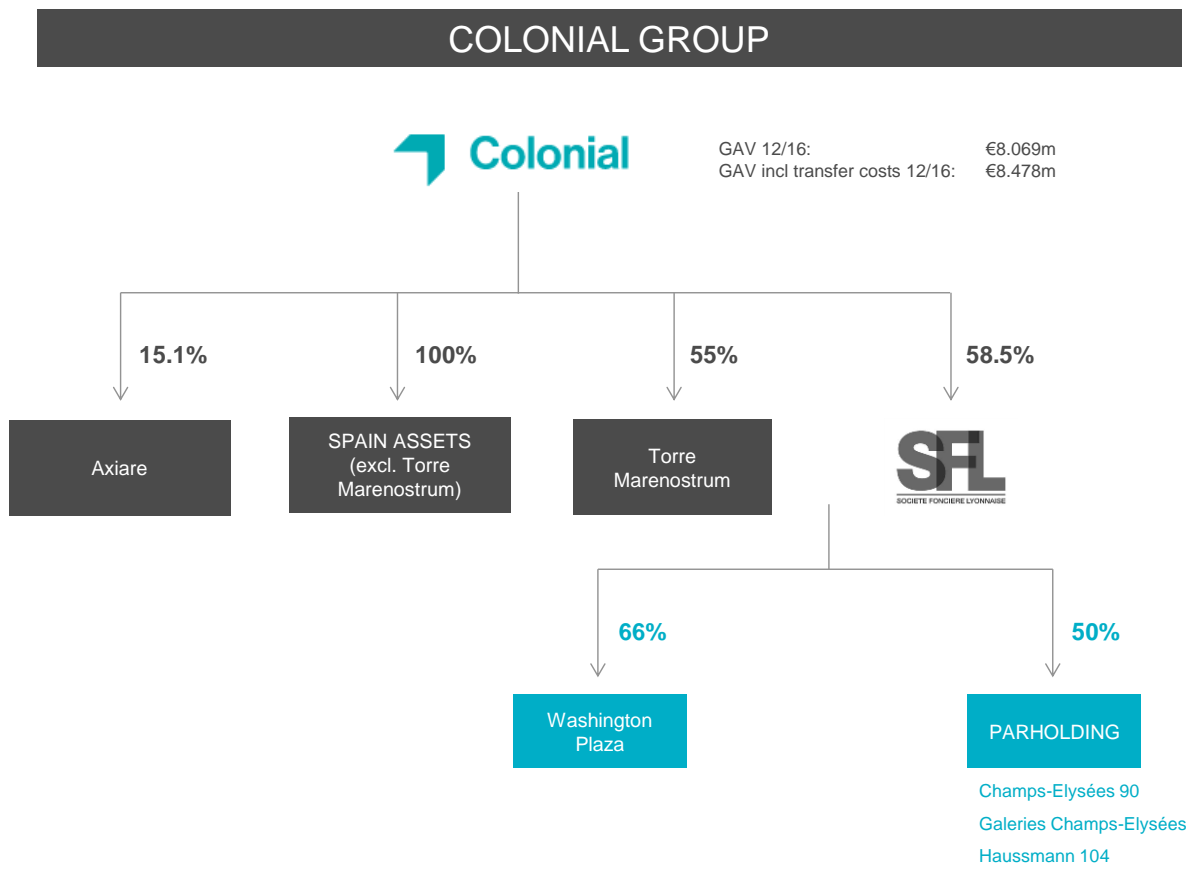 COLONIAL GROUP
Colonial
GAV 12/16: €8.069m
GAV incl transfer costs 12/16: €8.478m
15.1%
100%
55%
58.5%
Axiare
SPAIN ASSETS
(excl. Torre
Marenostrum)
Torre
Marenostrum
SFL
SOCIETE FONCIERE LYONNAISE
66%
50%
Washington
Plaza
PARHOLDING
Champs-Elysées 90
Galeries Champs-Elysées
Haussmann 104